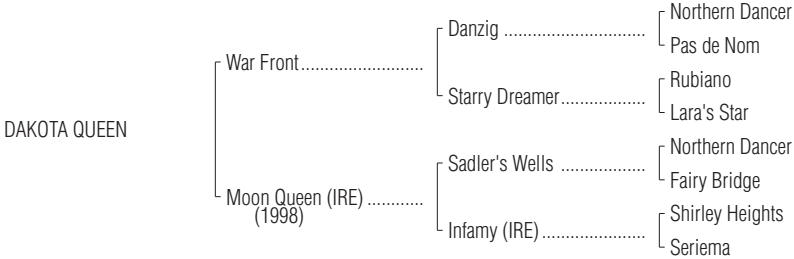 Northern Dancer
Danzig ..............................
Pas de Nom
War Front..........................
Rubiano
Starry Dreamer..................
Lara's Star
DAKOTA QUEEN
Northern Dancer
Sadler's Wells ..................
Fairy Bridge
Moon Queen (IRE) ............
(1998)
Shirley Heights
Infamy (IRE)......................
Seriema